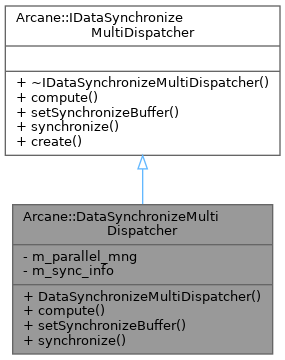 Arcane::IDataSynchronize
MultiDispatcher
+ ~IDataSynchronizeMultiDispatcher()
+ compute()
+ setSynchronizeBuffer()
+ synchronize()
+ create()
Arcane::DataSynchronizeMulti
Dispatcher
- m_parallel_mng
- m_sync_info
+ DataSynchronizeMultiDispatcher()
+ compute()
+ setSynchronizeBuffer()
+ synchronize()